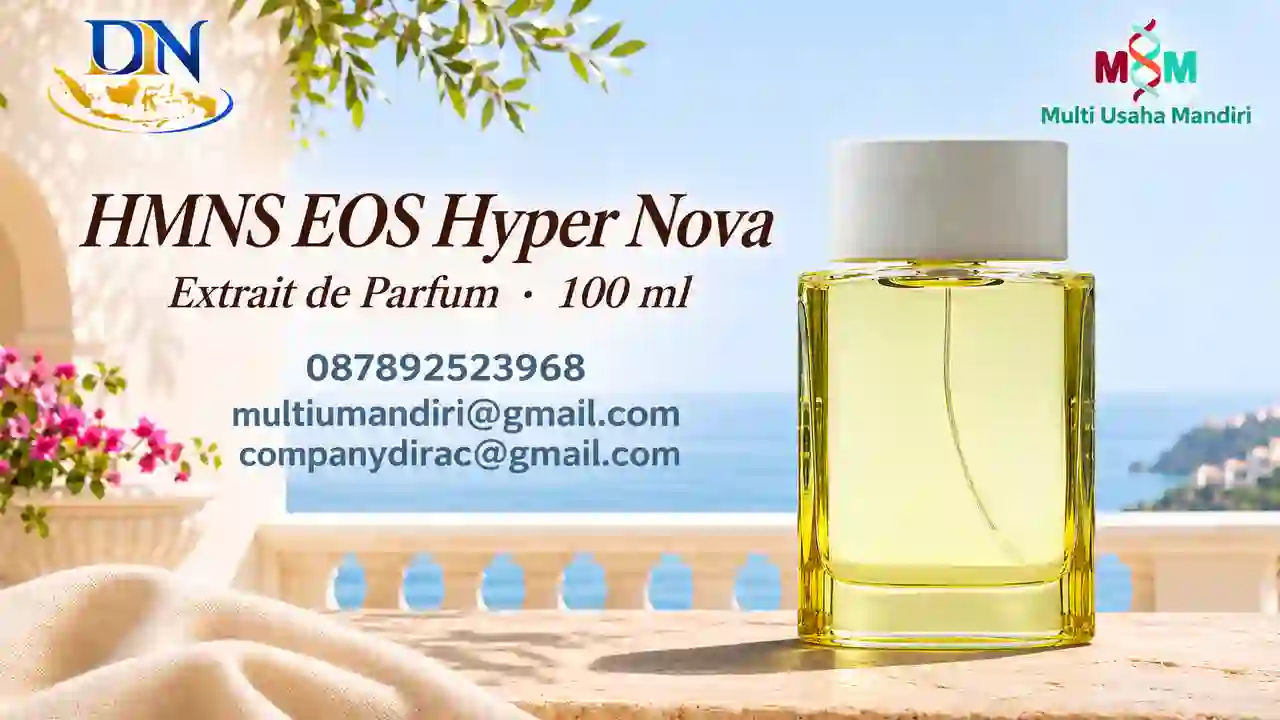 DN
MM
Multi Usaha Mandiri
HMNS EOS Hyper Nova
Extrait de Parfum · 100 ml
087892523968
multiumandiri@gmail.com
companydirac@gmail.com